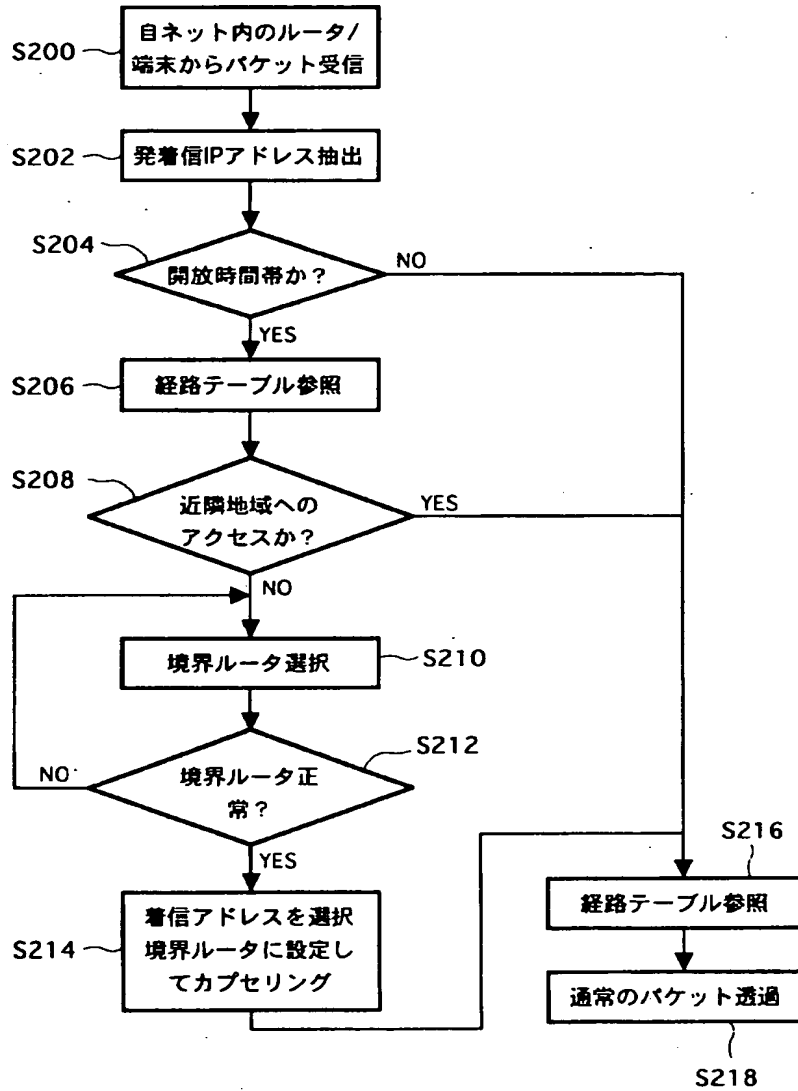 S200
自ネット内のルータ/
端末からパケット受信
S202
発着信IPアドレス抽出
S204
開放時間帯か？
NO
YES
S206
経路テーブル参照
S208
近隣地域への
アクセスか？
YES
NO
境界ルータ選択
S210
S212
境界ルータ正
常？
NO
YES
S214
着信アドレスを選択
境界ルータに設定し
てカプセリング
S216
経路テーブル参照
通常のパケット透過
S218